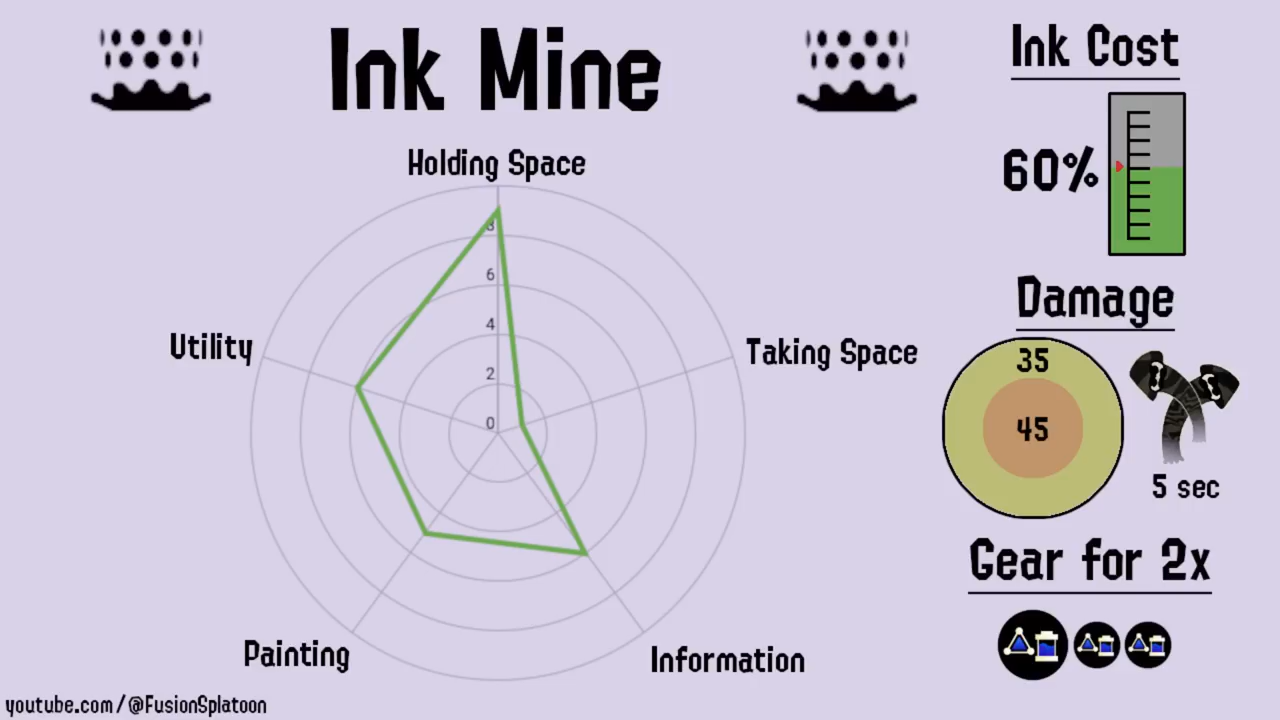 Ink Mine
Ink Cost
60%
Holding Space
8
6
4
2
0
Utility
Taking Space
Painting
Information
Damage
35
45
5 sec
Gear for 2x
youtube.com/@FusionSplatoon